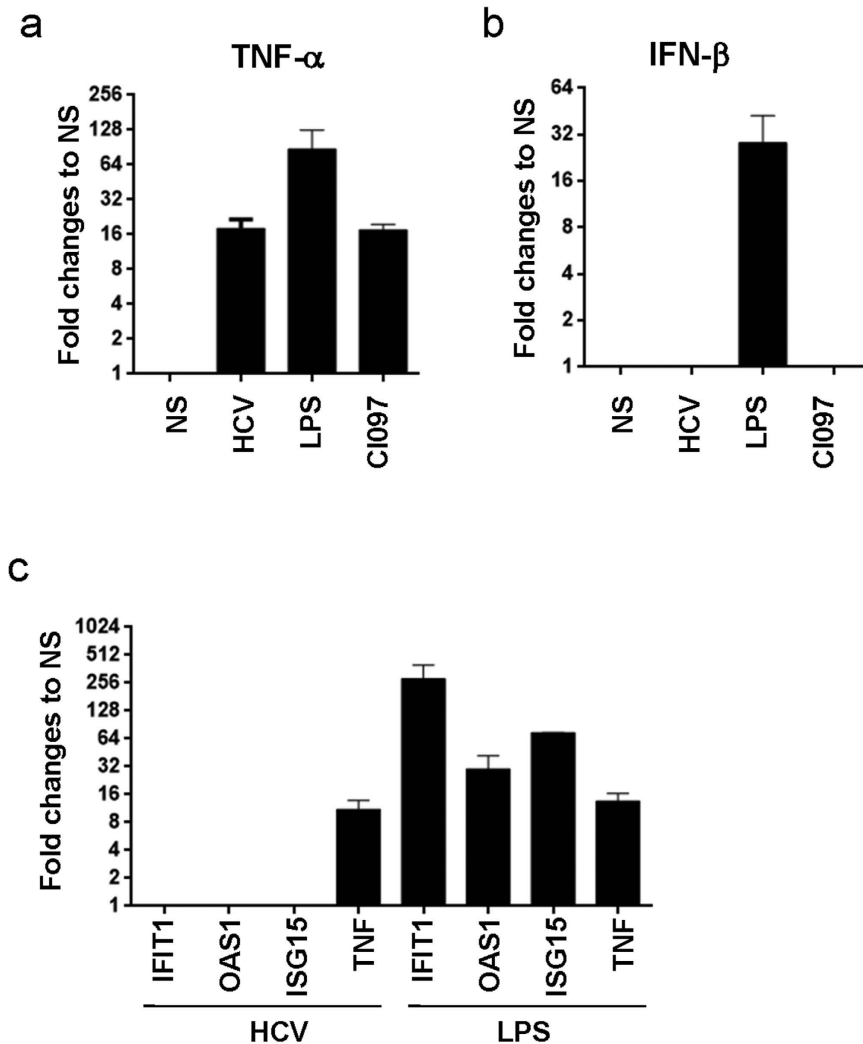 a
TNF-α
Fold changes to NS
256
128
64
32
16
8
4
2
1
NS
HCV
LPS
CI097
b
IFN-β
Fold changes to NS
64
32
16
8
4
2
1
NS
HCV
LPS
CI097
c
Fold changes to NS
1024
512
256
128
64
32
16
8
4
2
1
IFIT1
OAS1
ISG15
TNF
IFIT1
OAS1
ISG15
TNF
HCV
LPS